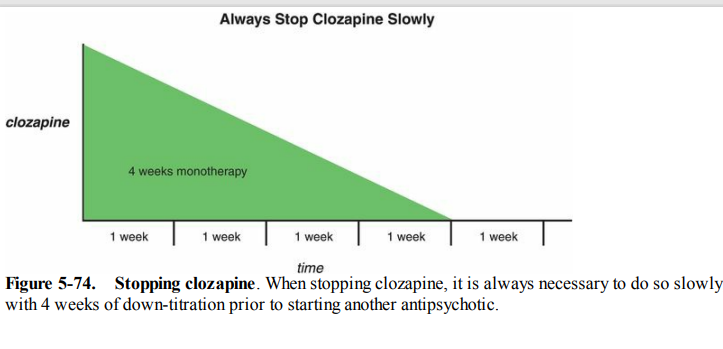 Always Stop Clozapine Slowly
clozapine
4 weeks monotherapy
1 week 1 week 1 week 1 week 1 week
time
Figure 5-74. Stopping clozapine. When stopping clozapine, it is always necessary to do so slowly
with 4 weeks of down-titration prior to starting another antipsychotic.